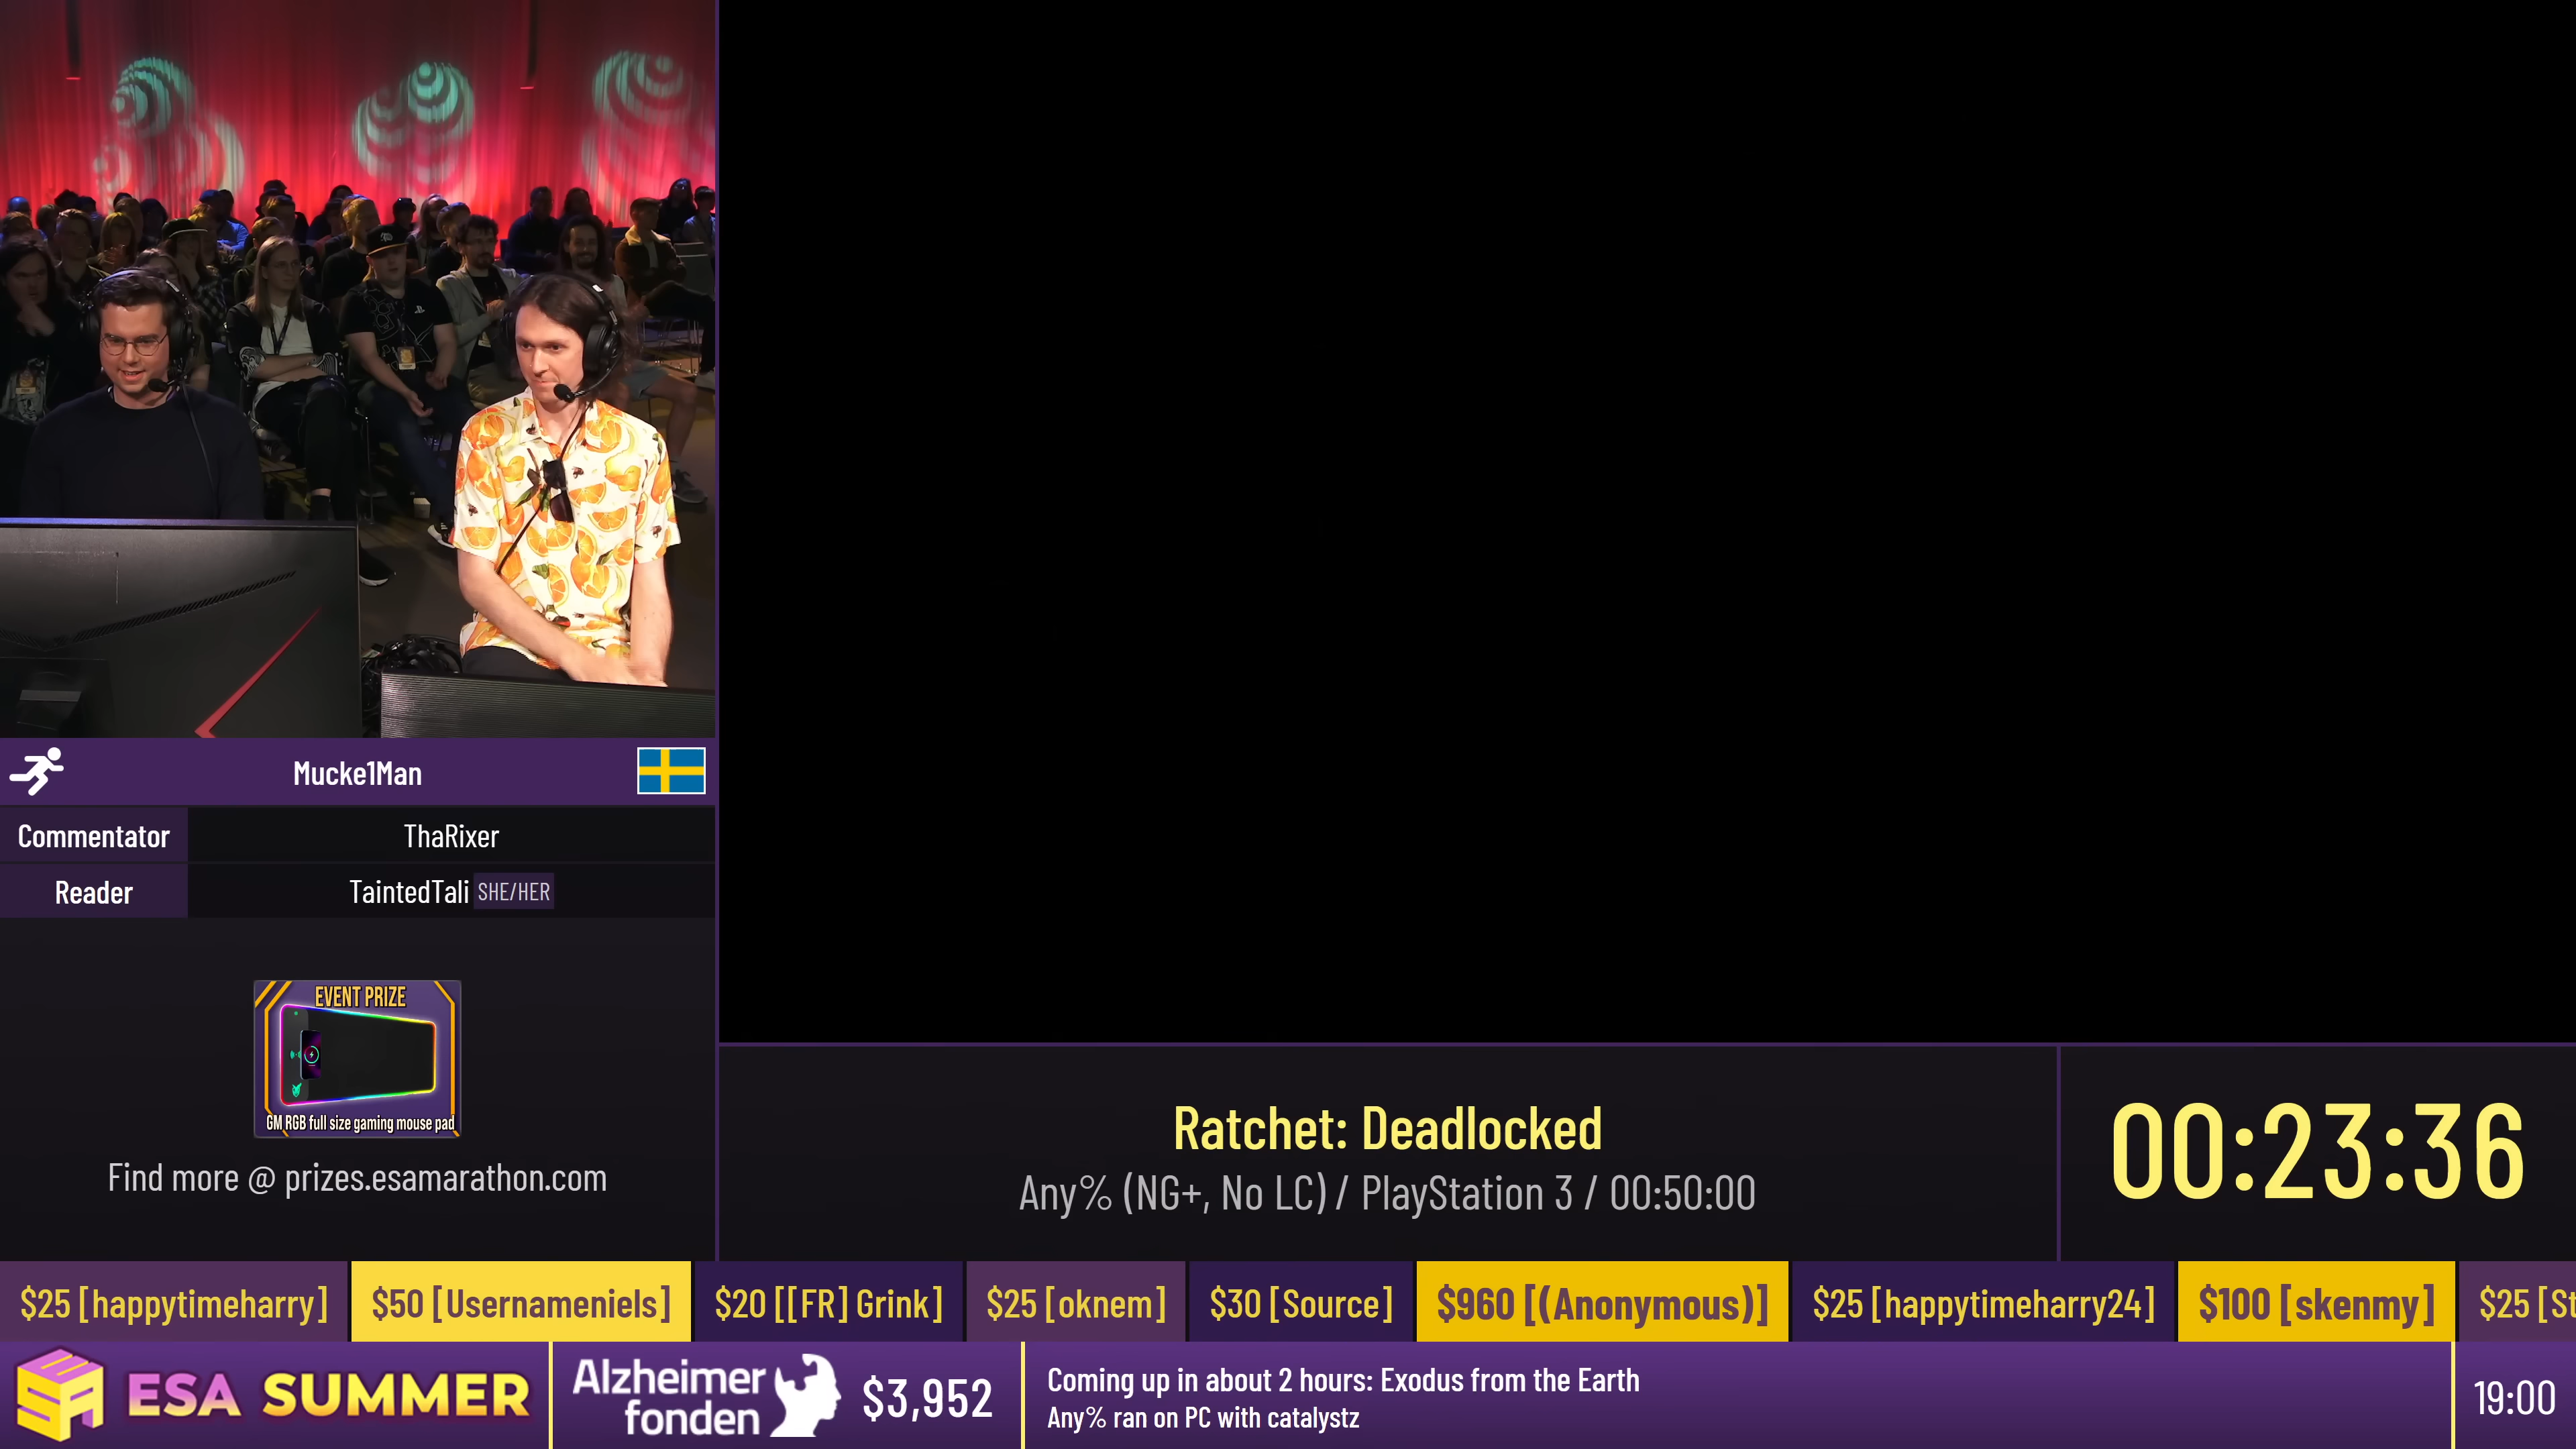 Mucke1Man
Commentator
ThaRixer
Reader
TaintedTali SHE/HER
EVENT PRIZE
GM RGB full size gaming mouse pad
Find more @ prizes.esamarathon.com
Ratchet: Deadlocked
Any% (NG+, No LC) / PlayStation 3 / 00:50:00
00:23:36
$25 [happytimeharry]
$50 [Usernameniels]
$20 [[FR] Grink]
$25 [oknem]
$30 [Source]
$960 [(Anonymous)]
$25 [happytimeharry24]
$100 [skenmy]
$25 [St
ESA SUMMER
Alzheimer
fonden
$3,952
Coming up in about 2 hours: Exodus from the Earth
Any% ran on PC with catalystz
19:00